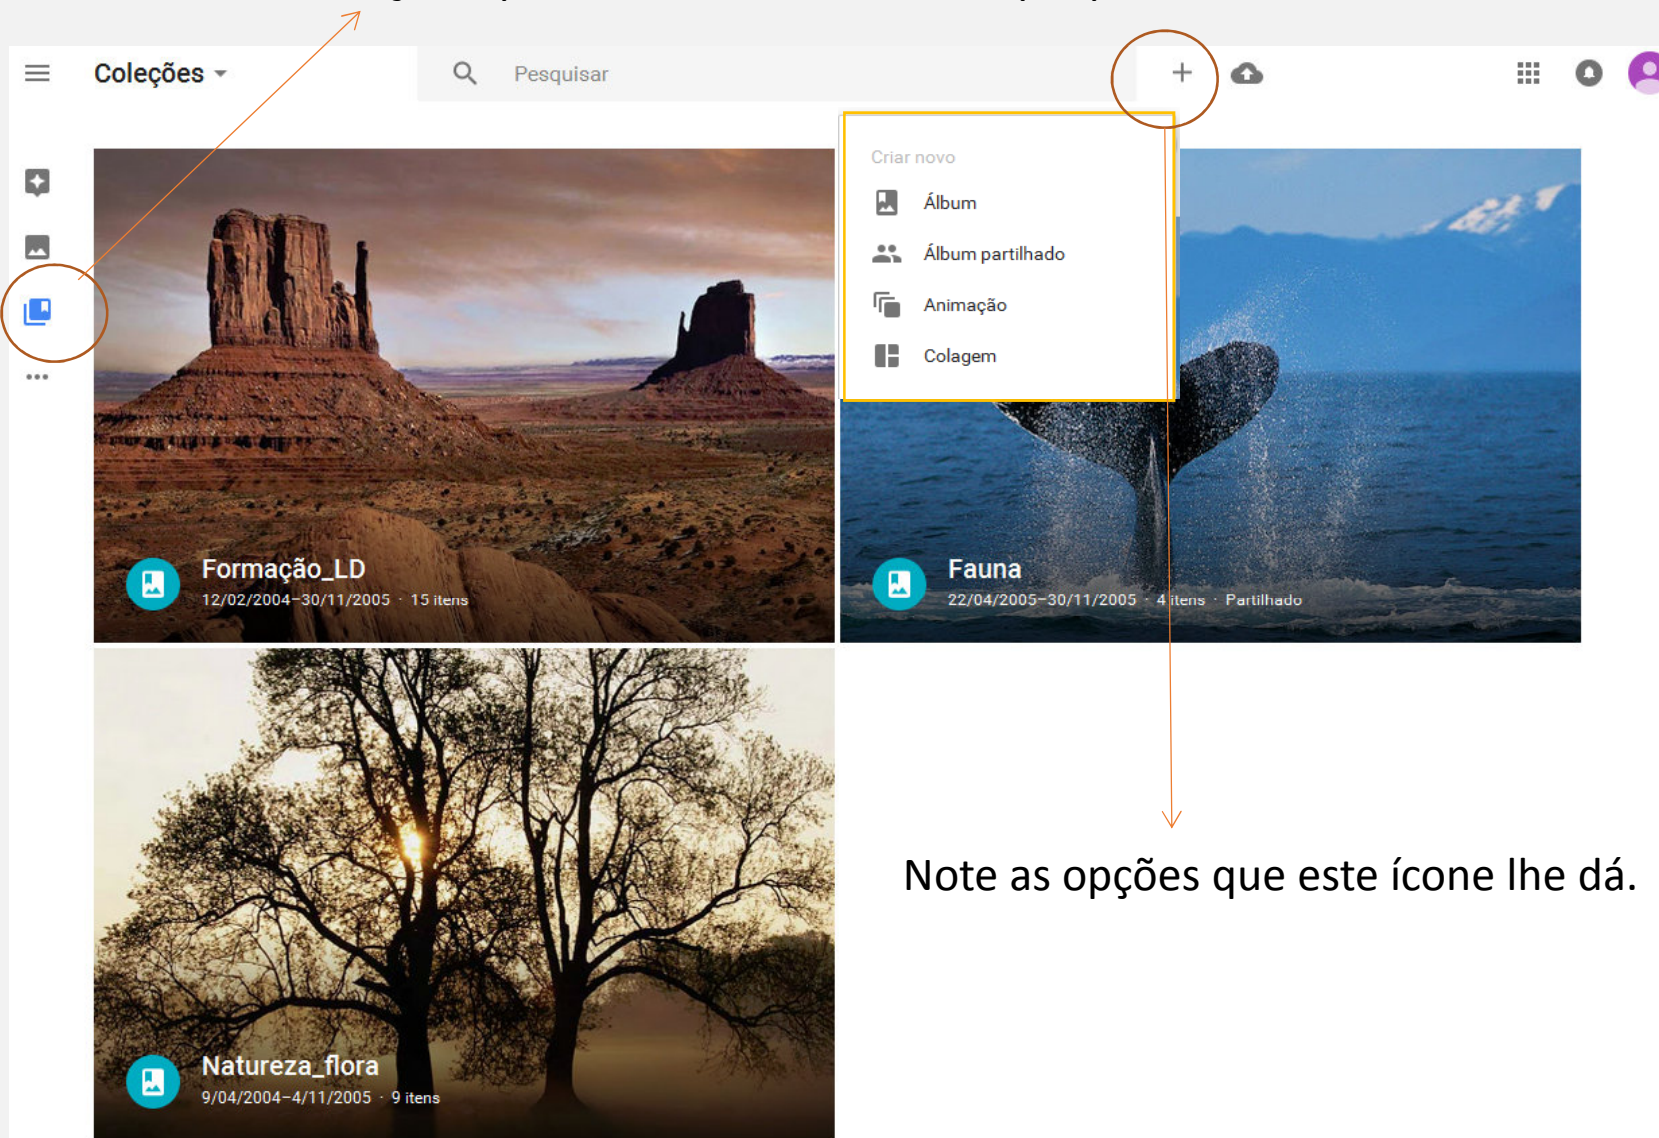 Coleções
Pesquisar
Criar novo
Álbum
Álbum partilhado
Animação
Colagem
Formação_LD
12/02/2004–30/11/2005 · 15 itens
Fauna
22/04/2005–30/11/2005 · 4 itens · Partilhado
Note as opções que este ícone lhe dá.
Natureza_flora
9/04/2004–4/11/2005 · 9 itens